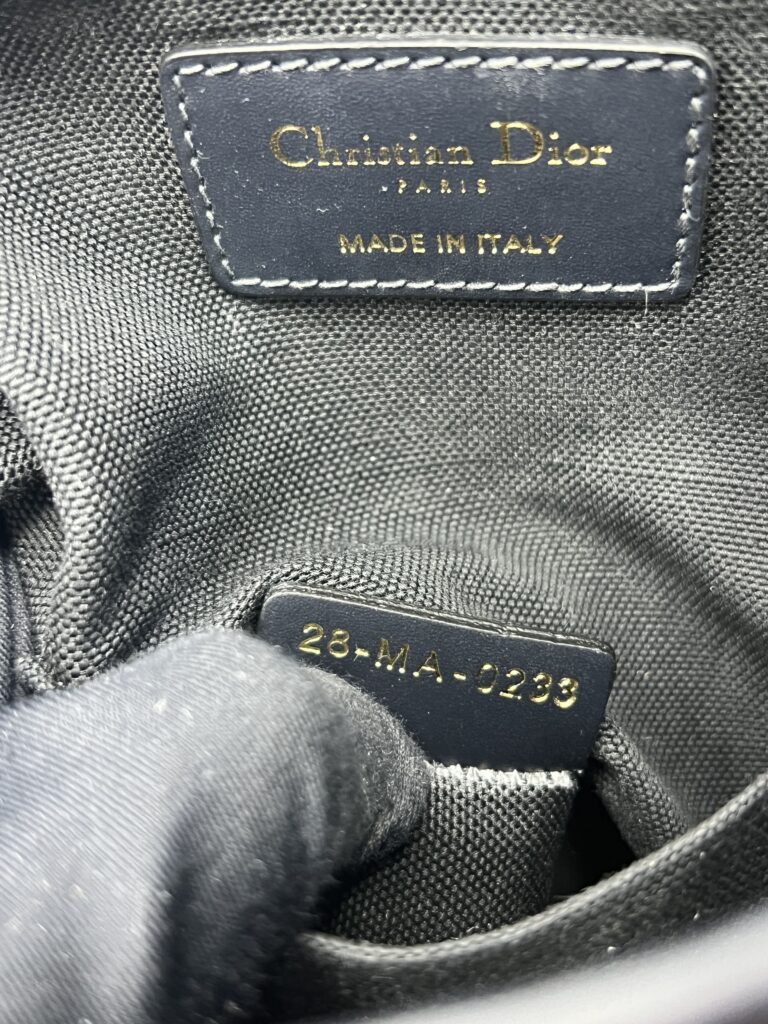 Christian Dior
PARIS
MADE IN ITALY
28-MA-0233